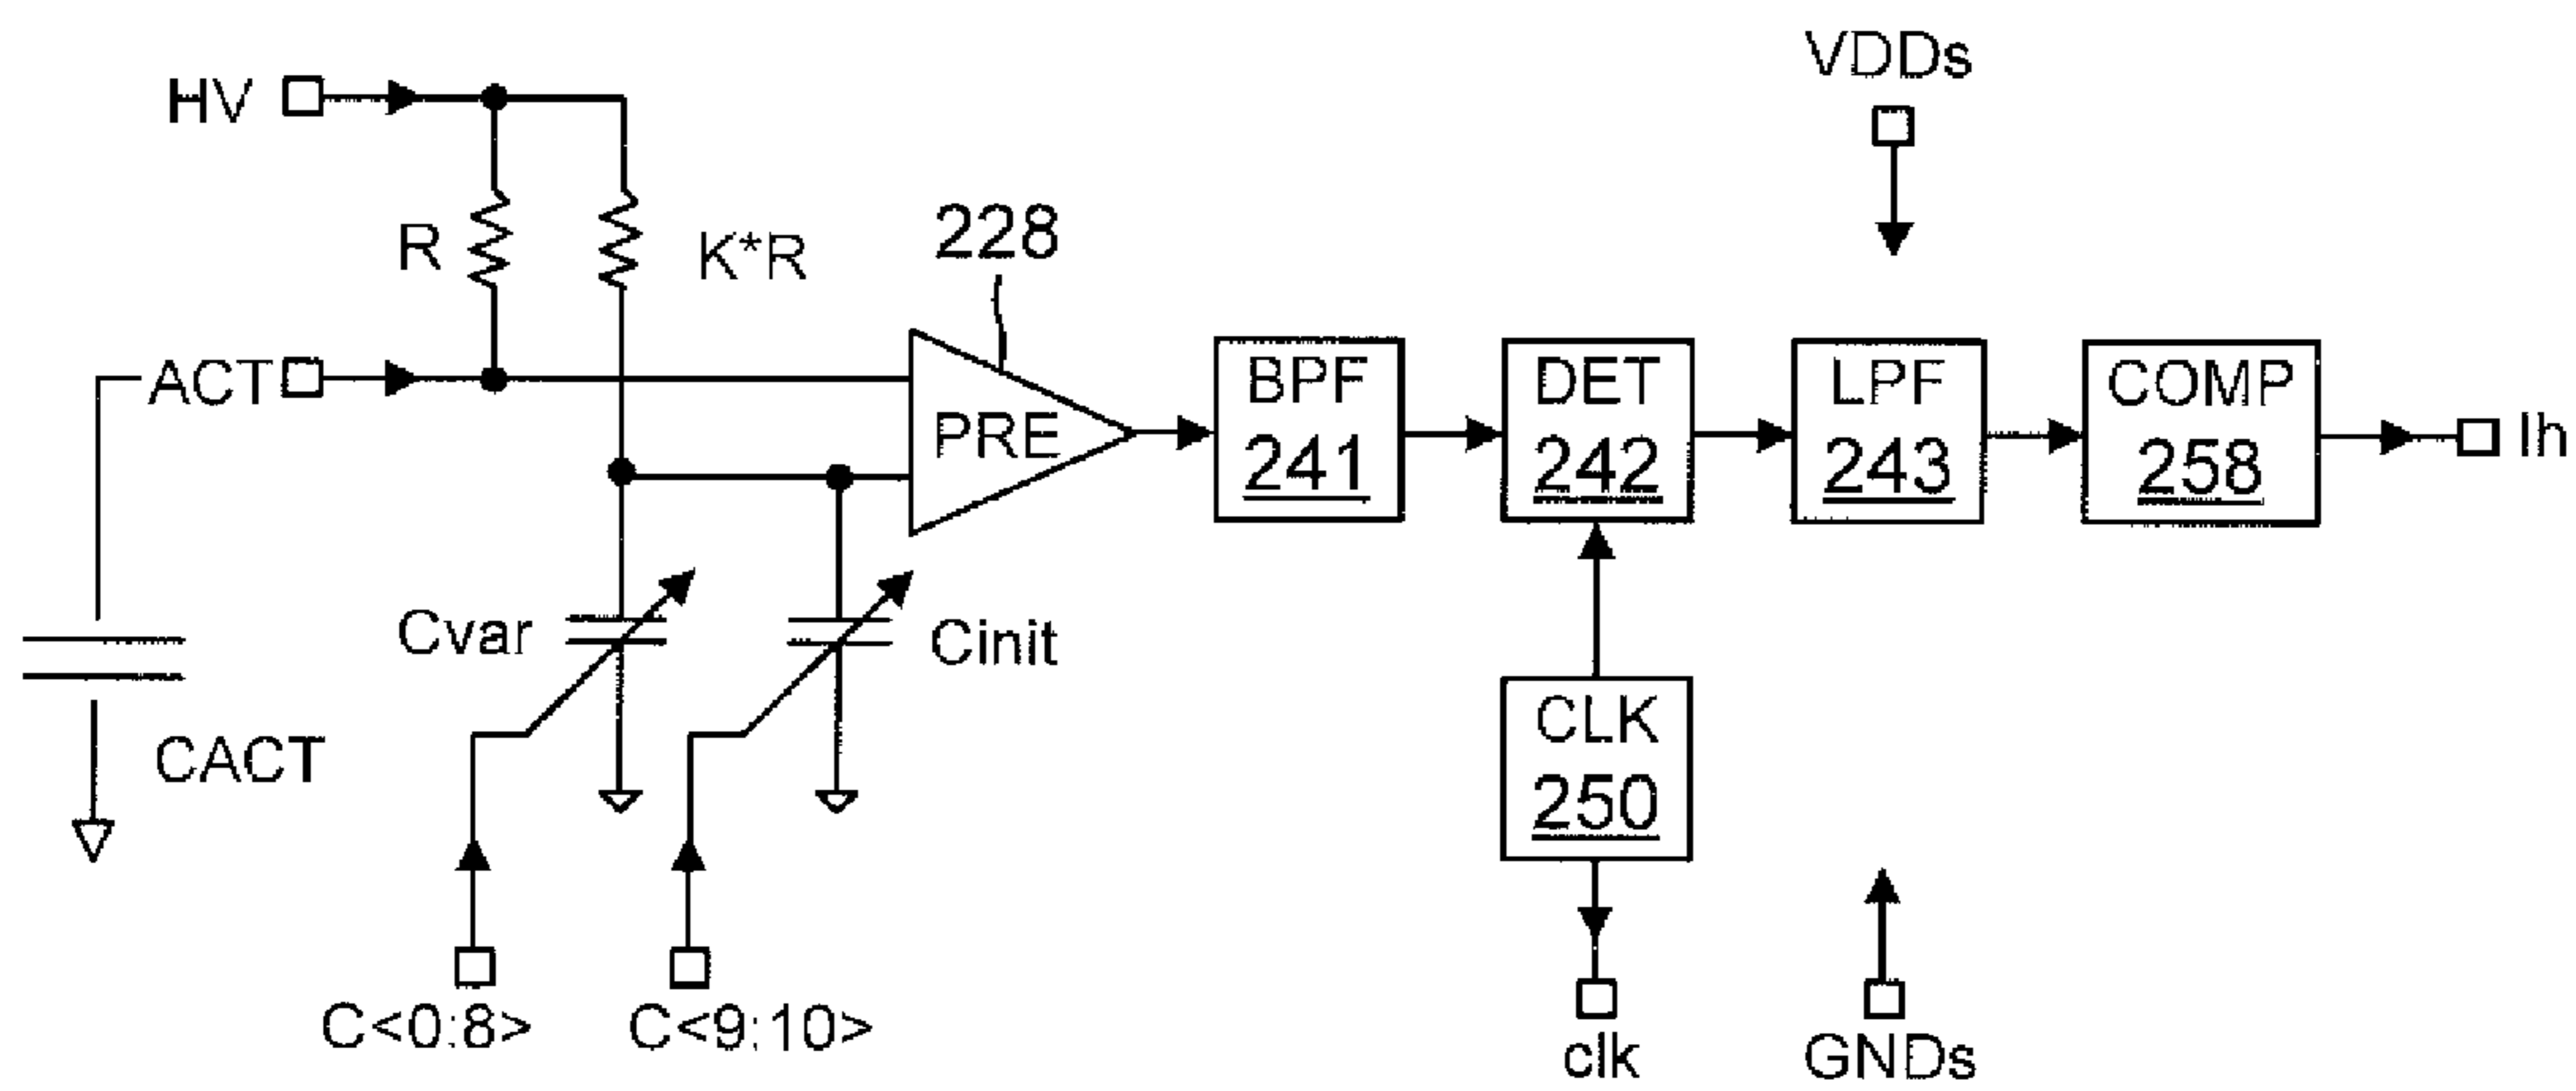 VDDs
HV
R
K*R
228
ACT
PRE
BPF
241
DET
242
LPF
243
COMP
258
Ih
Cvar
Cinit
CACT
CLK
250
C<0:8>
C<9:10>
clk
GNDs